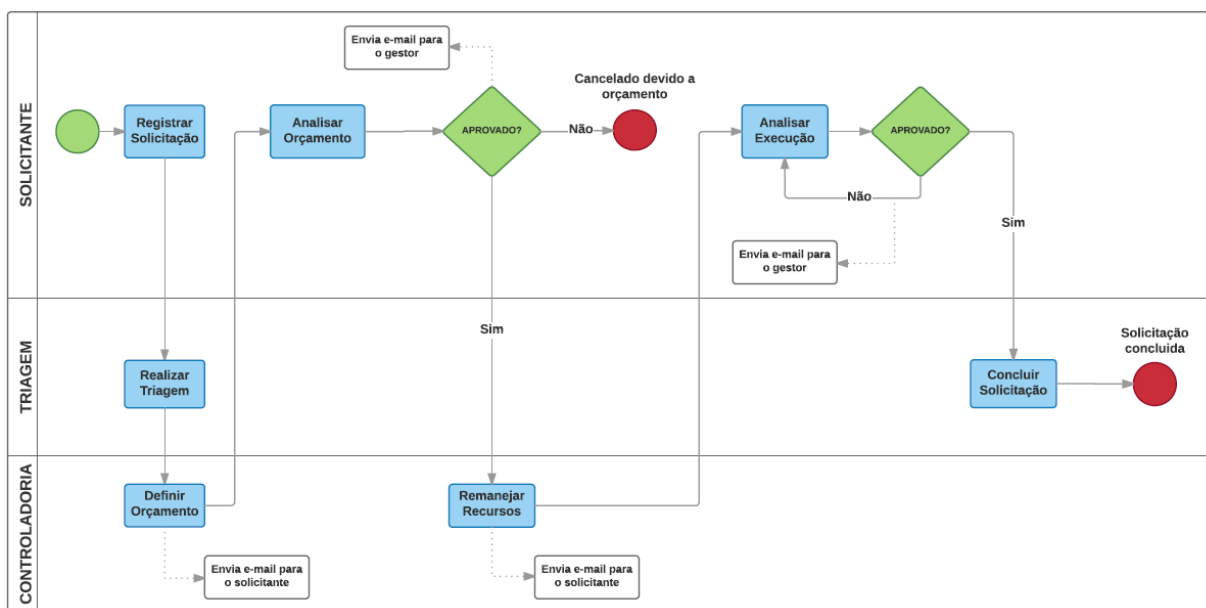 SOLICITANTE
Envia e-mail para
o gestor
Cancelado devido a
orçamento
Registrar
Solicitação
Analisar
Orçamento
APROVADO?
Não
Analisar
Execução
APROVADO?
Não
Sim
Envia e-mail para
o gestor
TRIAGEM
Sim
Solicitação
concluida
Realizar
Triagem
Concluir
Solicitação
CONTROLADORIA
Definir
Orçamento
Remanejar
Recursos
Envia e-mail para
o solicitante
Envia e-mail para
o solicitante